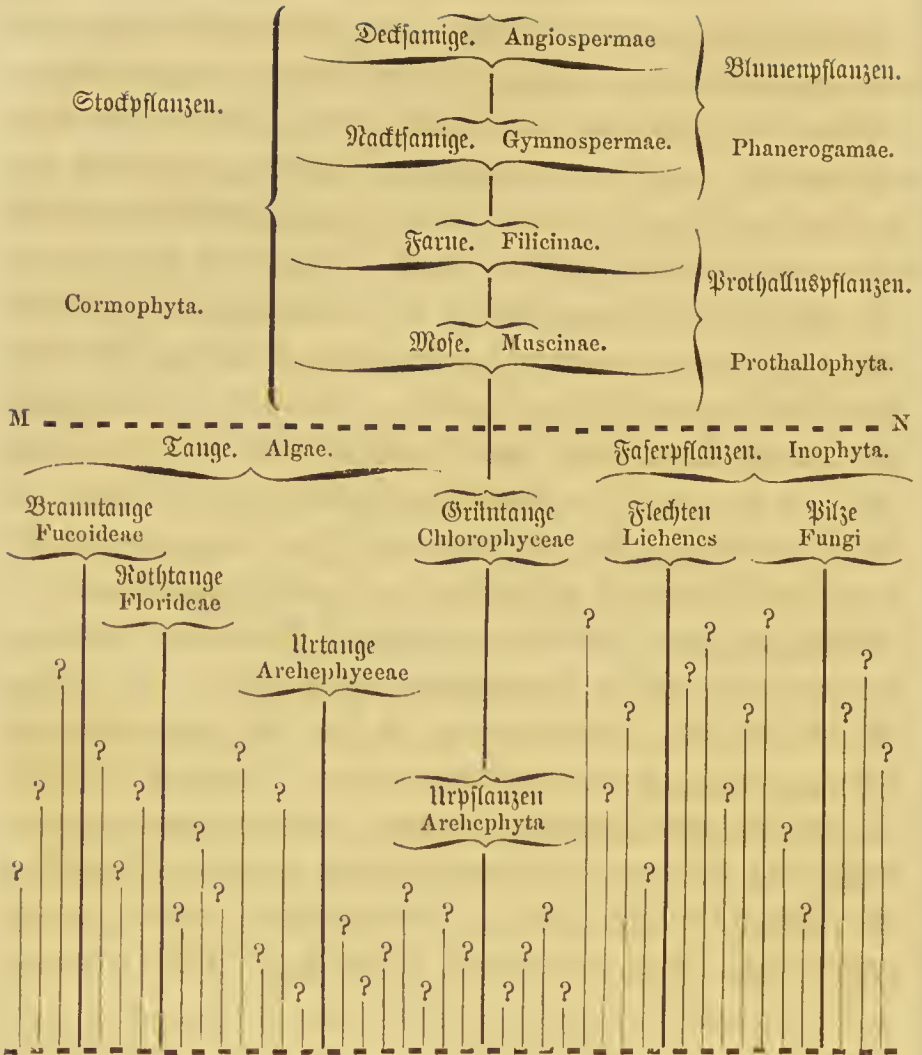 Deckſamige. Angiospermae
Blumenpflanzen.
Stockpflanzen.
Nacktſamige. Gymnospermae.
Phanerogamae.
Farne. Filicinae.
Prothalluspflanzen.
Cormophyta.
Moſe. Muscinae.
Prothallophyta.
M
N
Tange. Algae.
Faſerpflanzen. Inophyta.
Brauntange
Fucoideae
Grüntange
Chlorophyceae
Flechten
Lichenes
Pilze
Fungi
Rothtange
Florideae
Urtange
Archephyceae
Urpflanzen
Archephyta
? ? ? ? ? ? ? ? ? ? ? ? ? ? ? ? ? ? ? ? ? ? ? ? ? ? ? ? ? ? ? ? ? ? ? ? ? ?